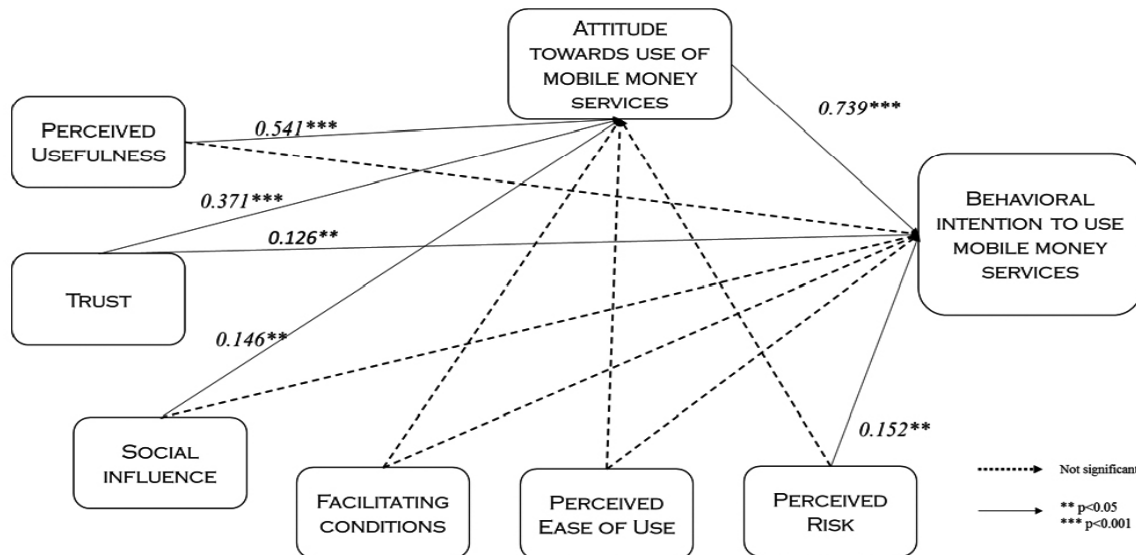 ATTITUDE
TOWARDS USE OF
MOBILE MONEY
SERVICES
0.739***
PERCEIVED
USEFULNESS
0.541***
0.371***
0.126**
TRUST
BEHAVIORAL
INTENTION TO USE
MOBILE MONEY
SERVICES
0.146**
SOCIAL
INFLUENCE
0.152**
FACILITATING
CONDITIONS
PERCEIVED
EASE OF USE
PERCEIVED
RISK
Not significant
** p<0.05
*** p<0.001